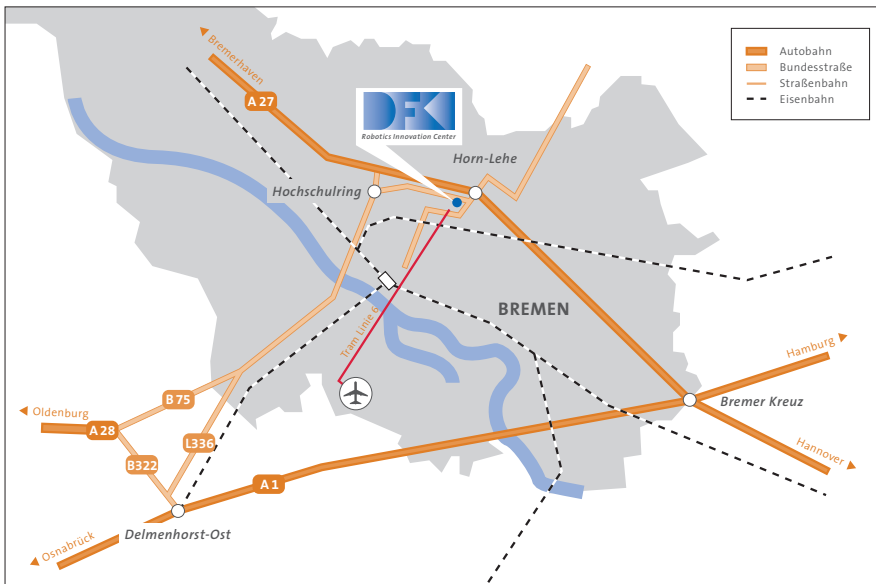 Autobahn
Bundesstraße
Straßenbahn
Eisenbahn
Bremerhaven
A 27
DFKI
Robotics Innovation Center
Horn-Lehe
Hochschulring
BREMEN
Tram Linie 6
Hamburg
B 75
Oldenburg
A 28
L336
B322
Bremer Kreuz
Hannover
A 1
Delmenhorst-Ost
Osnabrück